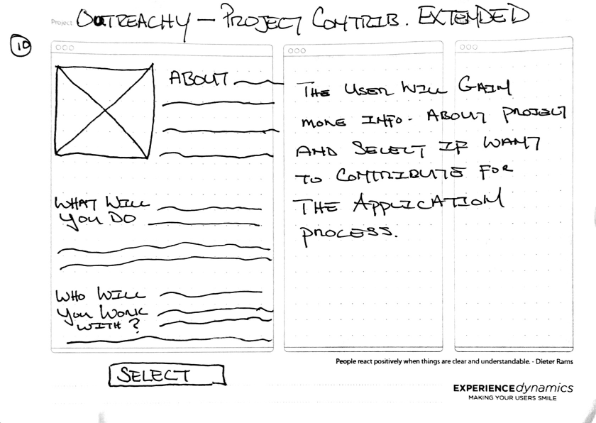 Project: OUTREACHY – PROJECT CONTRIB. EXTENDED
10
ABOUT
WHAT WILL
YOU DO
WHO WILL
YOU WORK
WITH?
SELECT
THE USER WILL GAIN
MORE INFO. ABOUT PROJECT
AND SELECT IF WANT
TO CONTRIBUTE FOR
THE APPLICATION
PROCESS.
People react positively when things are clear and understandable. - Dieter Rams
EXPERIENCEdynamics
MAKING YOUR USERS SMILE